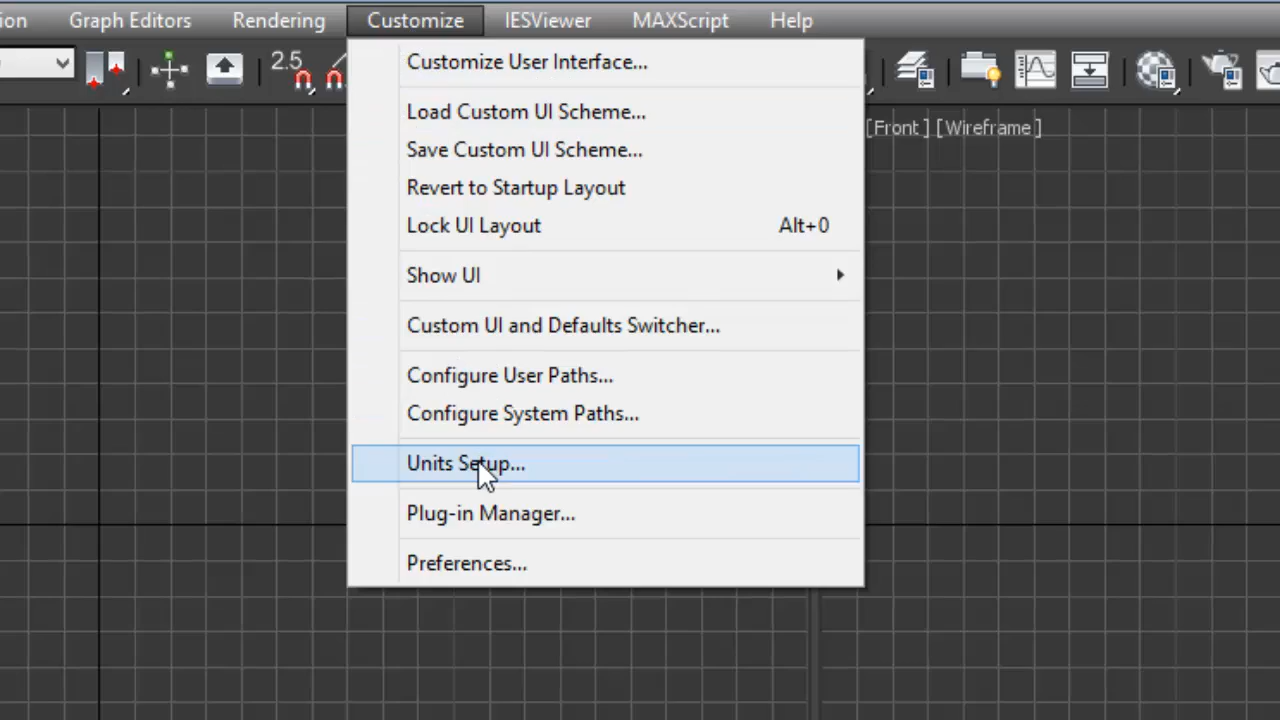 ion Graph Editors Rendering Customize IESViewer MAXScript Help
2.5
Customize User Interface...
[Front] [Wireframe]
Load Custom UI Scheme...
Save Custom UI Scheme...
Revert to Startup Layout
Lock UI Layout Alt+0
Show UI
Custom UI and Defaults Switcher...
Configure User Paths...
Configure System Paths...
Units Setup...
Plug-in Manager...
Preferences...